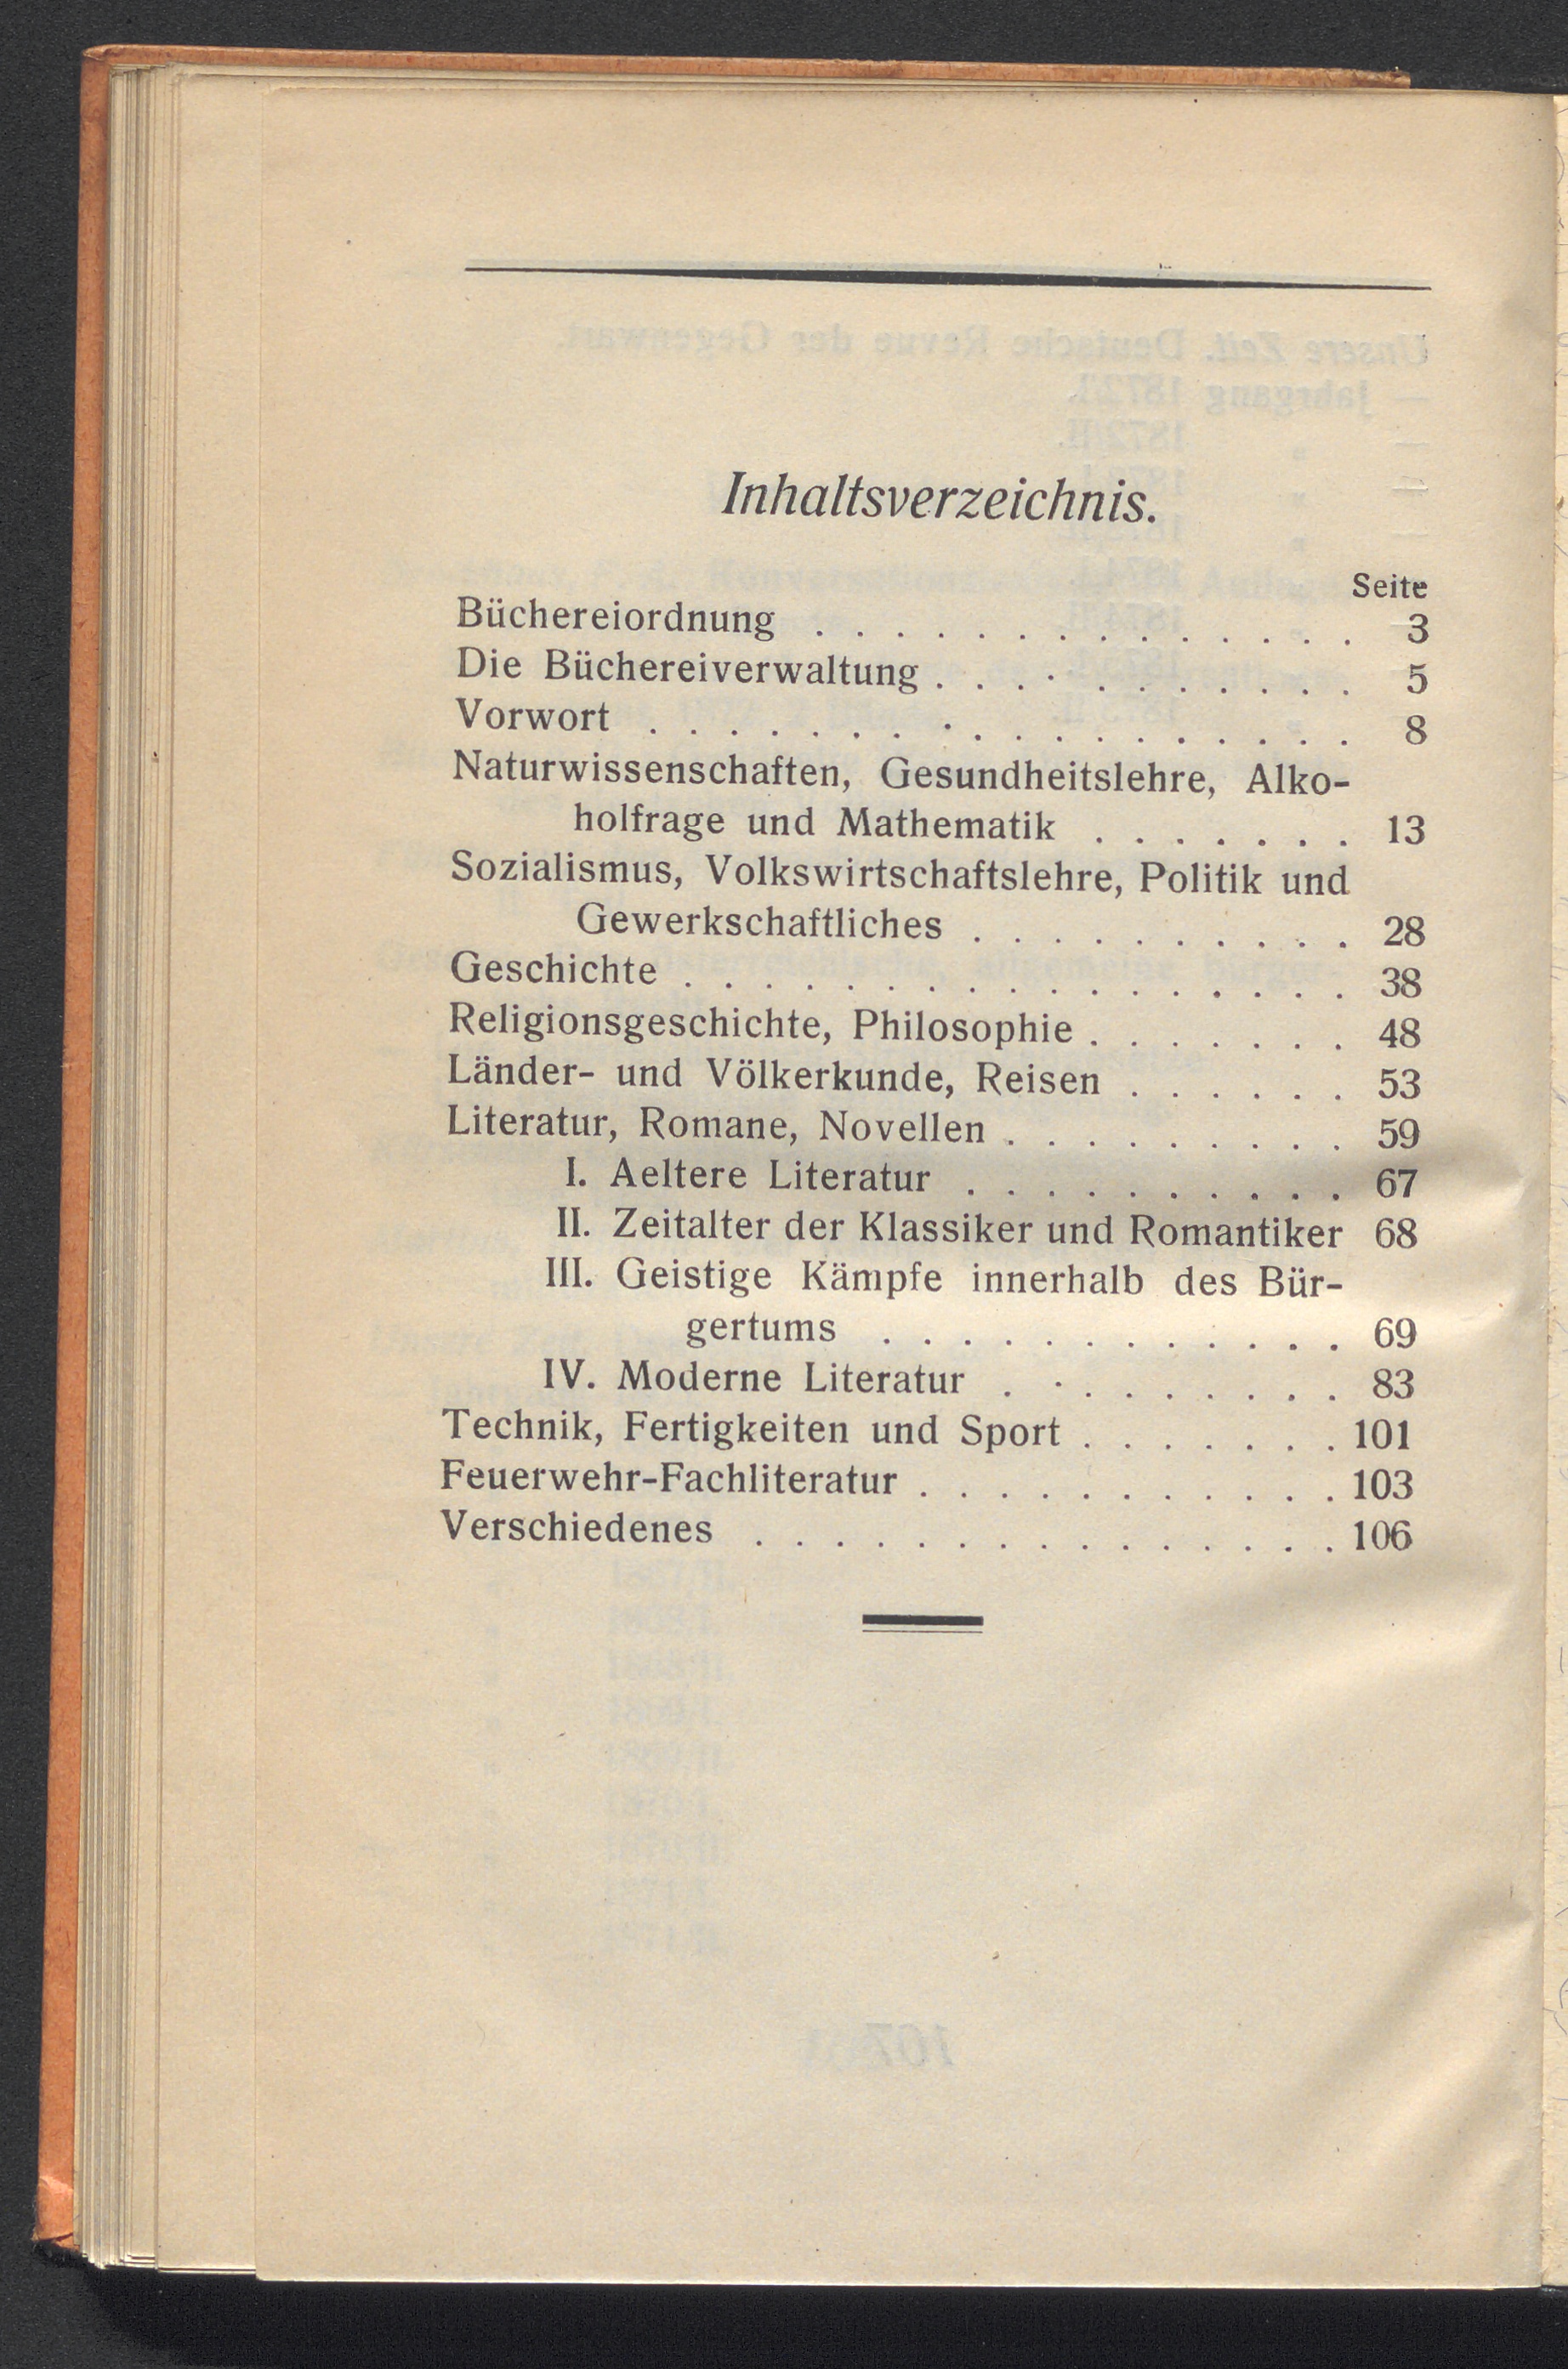 Inhaltsverzeichnis.
Seite
Büchereiordnung . . . . . . . . . . . . . . 3
Die Büchereiverwaltung . . . . . . . . . . . 5
Vorwort . . . . . . . . . . . . . . . . . . 8
Naturwissenschaften, Gesundheitslehre, Alko-
holfrage und Mathematik . . . . . . . 13
Sozialismus, Volkswirtschaftslehre, Politik und
Gewerkschaftliches . . . . . . . . . . 28
Geschichte . . . . . . . . . . . . . . . . . 38
Religionsgeschichte, Philosophie . . . . . . . 48
Länder- und Völkerkunde, Reisen . . . . . . 53
Literatur, Romane, Novellen . . . . . . . . . 59
I. Aeltere Literatur . . . . . . . . . . 67
II. Zeitalter der Klassiker und Romantiker 68
III. Geistige Kämpfe innerhalb des Bür-
gertums . . . . . . . . . . . . 69
IV. Moderne Literatur . . . . . . . . . 83
Technik, Fertigkeiten und Sport . . . . . . . 101
Feuerwehr-Fachliteratur . . . . . . . . . . . 103
Verschiedenes . . . . . . . . . . . . . . . 106